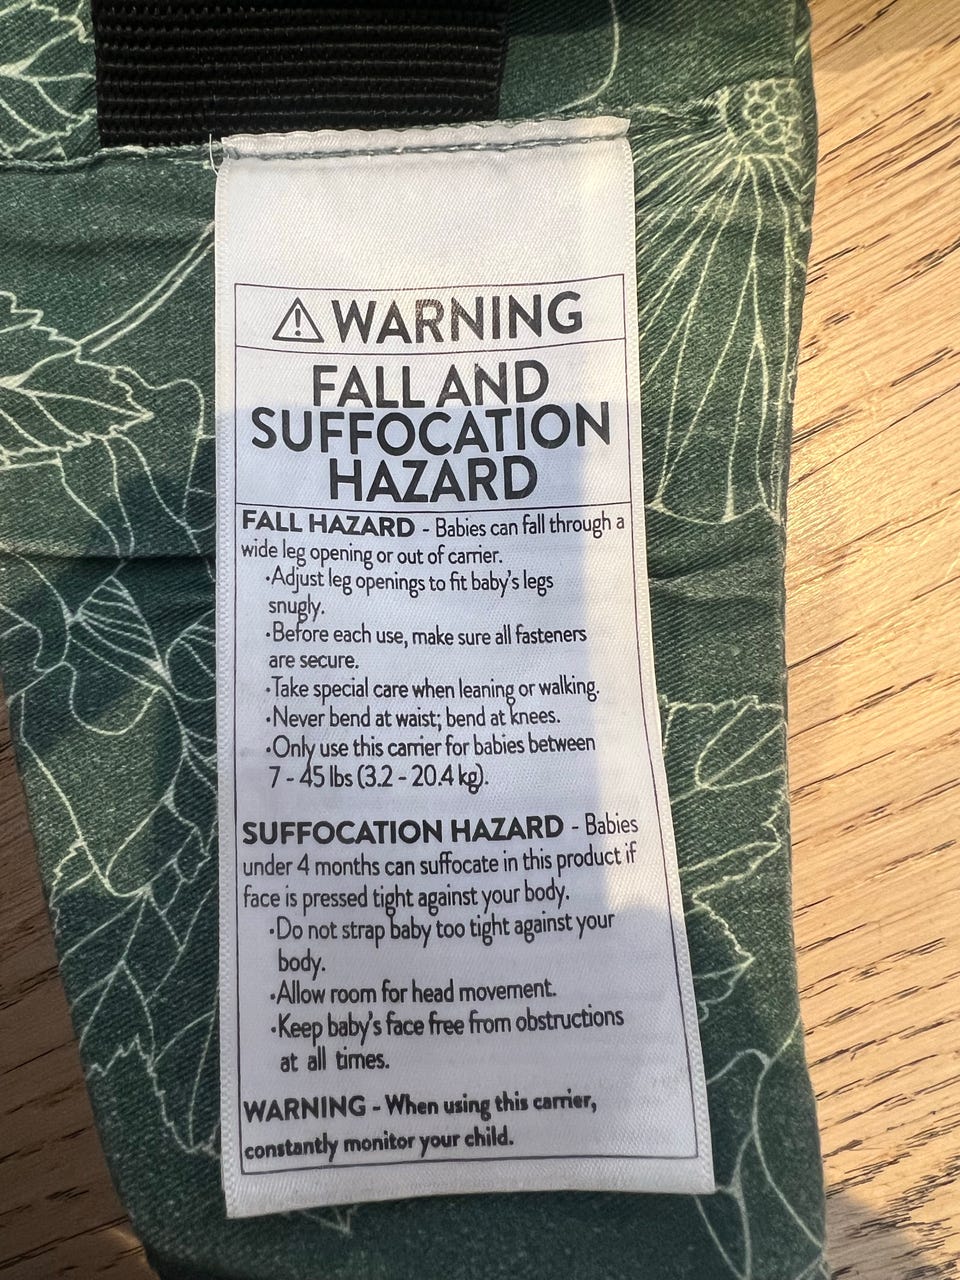 ⚠ WARNING
FALL AND
SUFFOCATION
HAZARD
FALL HAZARD - Babies can fall through a
wide leg opening or out of carrier.
•Adjust leg openings to fit baby's legs
snugly.
•Before each use, make sure all fasteners
are secure.
•Take special care when leaning or walking.
•Never bend at waist; bend at knees.
•Only use this carrier for babies between
7 - 45 lbs (3.2 - 20.4 kg).
SUFFOCATION HAZARD - Babies
under 4 months can suffocate in this product if
face is pressed tight against your body.
•Do not strap baby too tight against your
body.
•Allow room for head movement.
•Keep baby's face free from obstructions
at all times.
WARNING - When using this carrier,
constantly monitor your child.